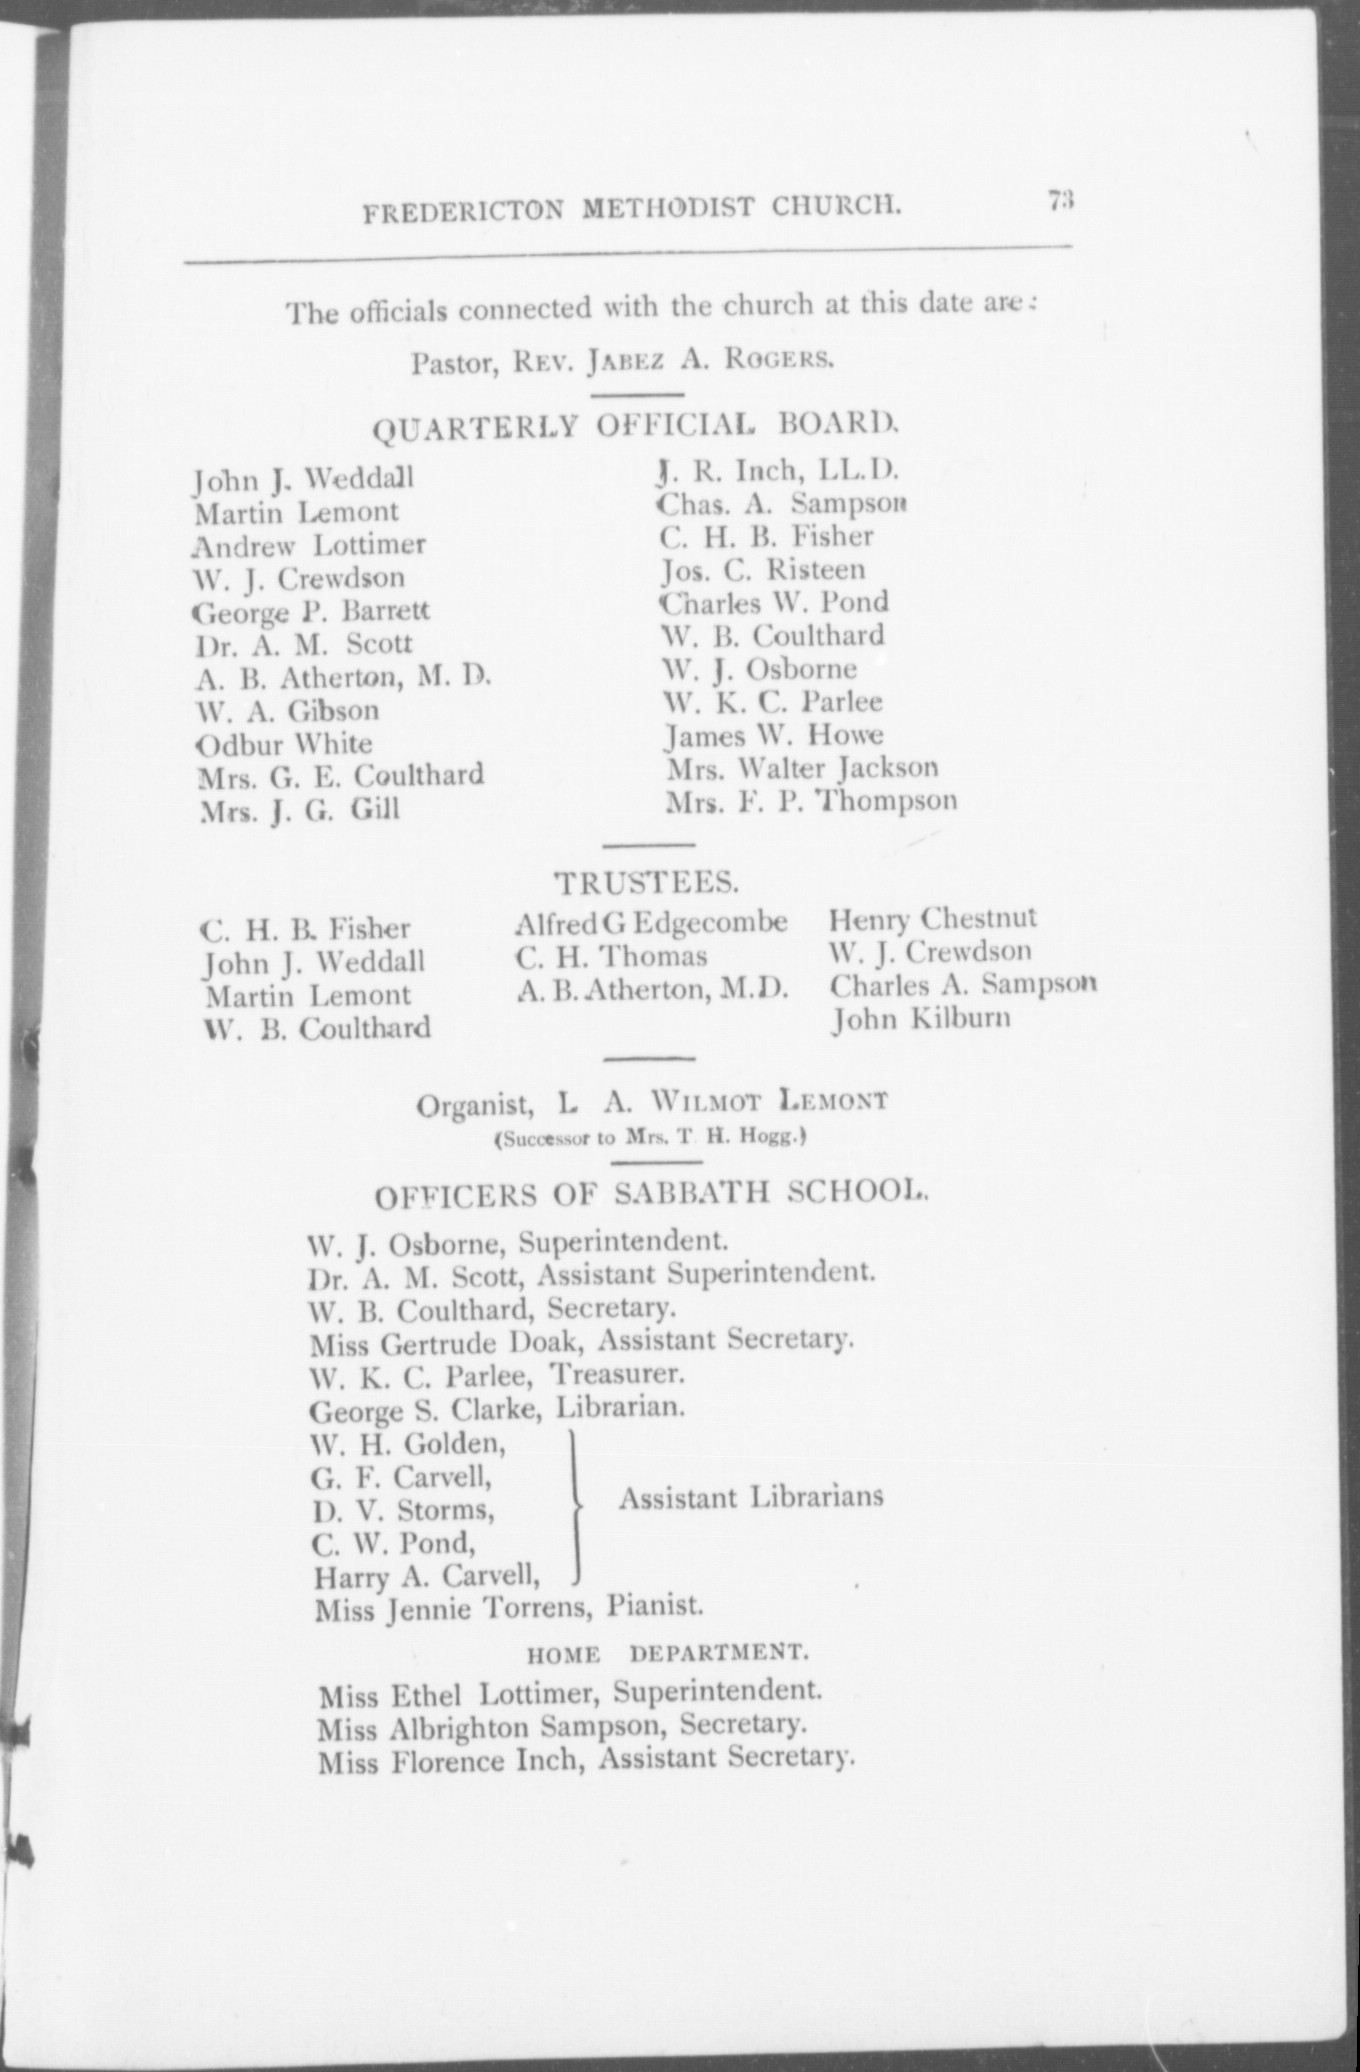 FREDERICTON METHODIST CHURCH. 73
The officials connected with the church at this date are:
Pastor, REV. JABEZ A. ROGERS.
QUARTERLY OFFICIAL BOARD.
John J. Weddall
Martin Lemont
Andrew Lottimer
W. J. Crewdson
George P. Barrett
Dr. A. M. Scott
A. B. Atherton, M. D.
W. A. Gibson
Odbur White
Mrs. G. E. Coulthard
Mrs. J. G. Gill
J. R. Inch, LL.D.
Chas. A. Sampson
C. H. B. Fisher
Jos. C. Risteen
Charles W. Pond
W. B. Coulthard
W. J. Osborne
W. K. C. Parlee
James W. Howe
Mrs. Walter Jackson
Mrs. F. P. Thompson
TRUSTEES.
C. H. B. Fisher
John J. Weddall
Martin Lemont
W. B. Coulthard
Alfred G Edgecombe
C. H. Thomas
A. B. Atherton, M.D.
Henry Chestnut
W. J. Crewdson
Charles A. Sampson
John Kilburn
Organist, L A. WILMOT LEMONT
(Successor to Mrs. T H. Hogg.)
OFFICERS OF SABBATH SCHOOL.
W. J. Osborne, Superintendent.
Dr. A. M. Scott, Assistant Superintendent.
W. B. Coulthard, Secretary.
Miss Gertrude Doak, Assistant Secretary.
W. K. C. Parlee, Treasurer.
George S. Clarke, Librarian.
W. H. Golden,
G. F. Carvell,
D. V. Storms,
C. W. Pond,
Harry A. Carvell,
Assistant Librarians
Miss Jennie Torrens, Pianist.
HOME DEPARTMENT.
Miss Ethel Lottimer, Superintendent.
Miss Albrighton Sampson, Secretary.
Miss Florence Inch, Assistant Secretary.